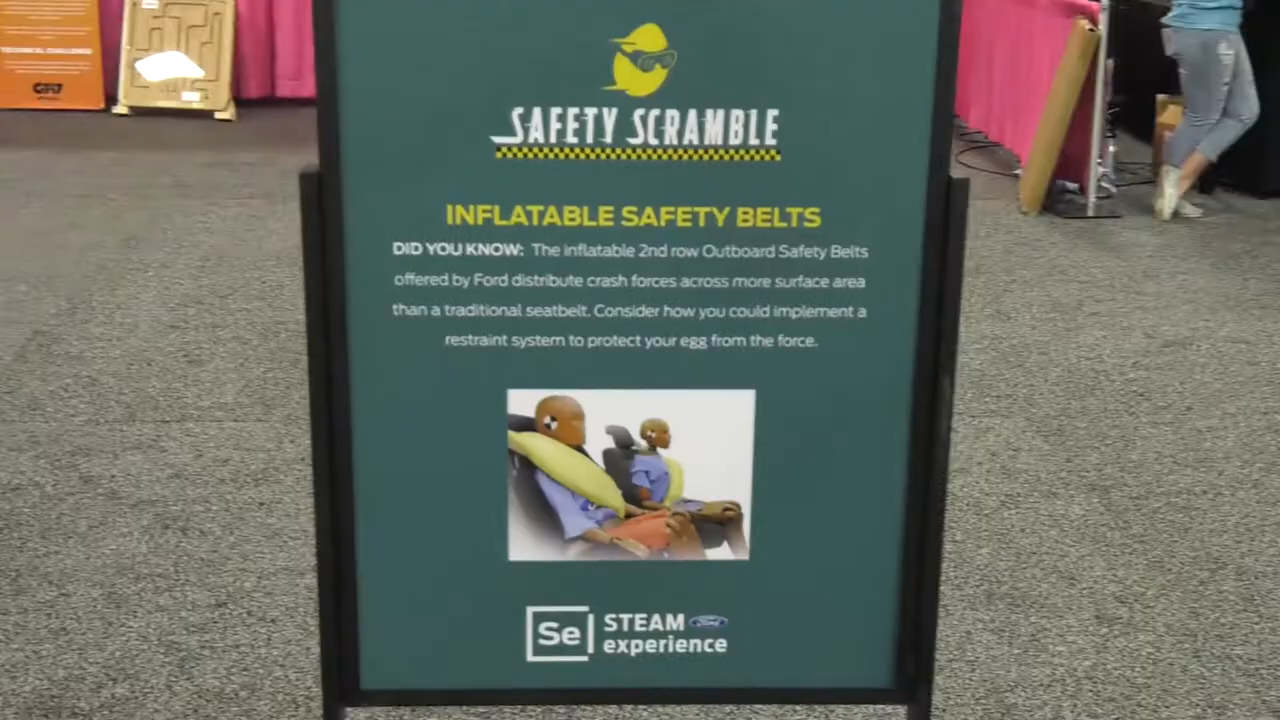 TECHNICAL CHALLENGE
SAFETY SCRAMBLE
INFLATABLE SAFETY BELTS
DID YOU KNOW: The inflatable 2nd row Outboard Safety Belts
offered by Ford distribute crash forces across more surface area
than a traditional seatbelt. Consider how you could implement a
restraint system to protect your egg from the force.
Se
STEAM Ford
experience